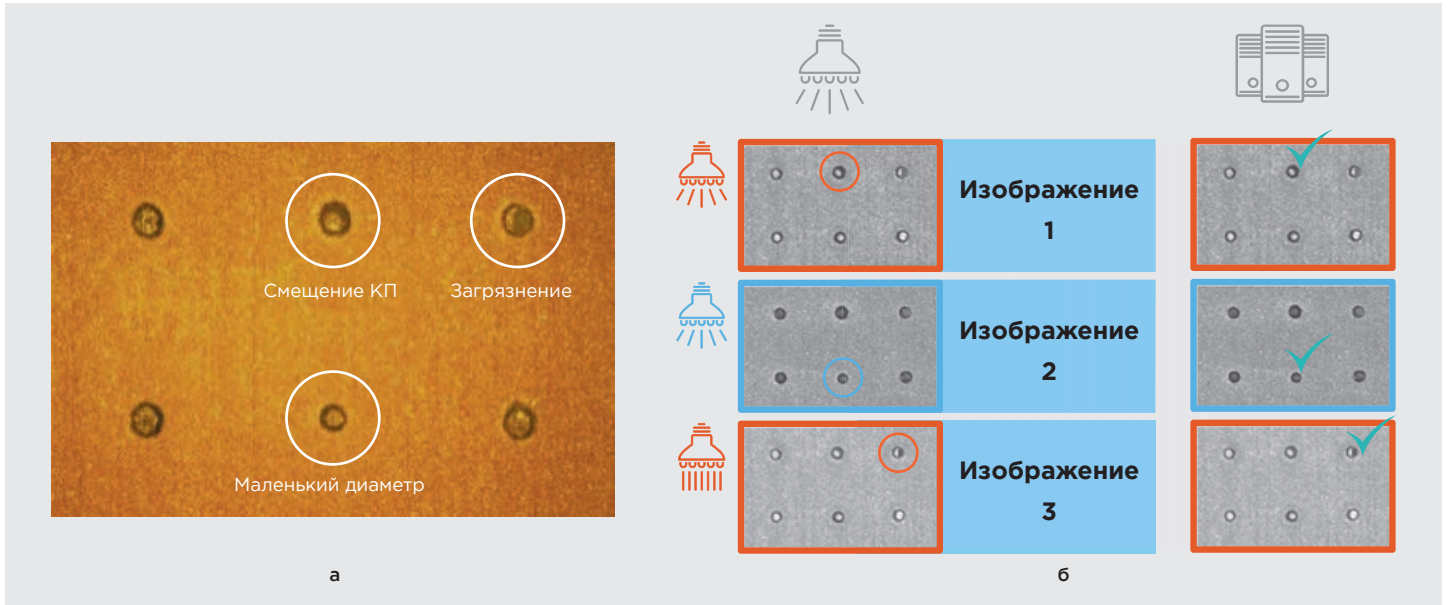 Смещение КП
Загрязнение
Маленький диаметр
а
Изображение
1
Изображение
2
Изображение
3
б